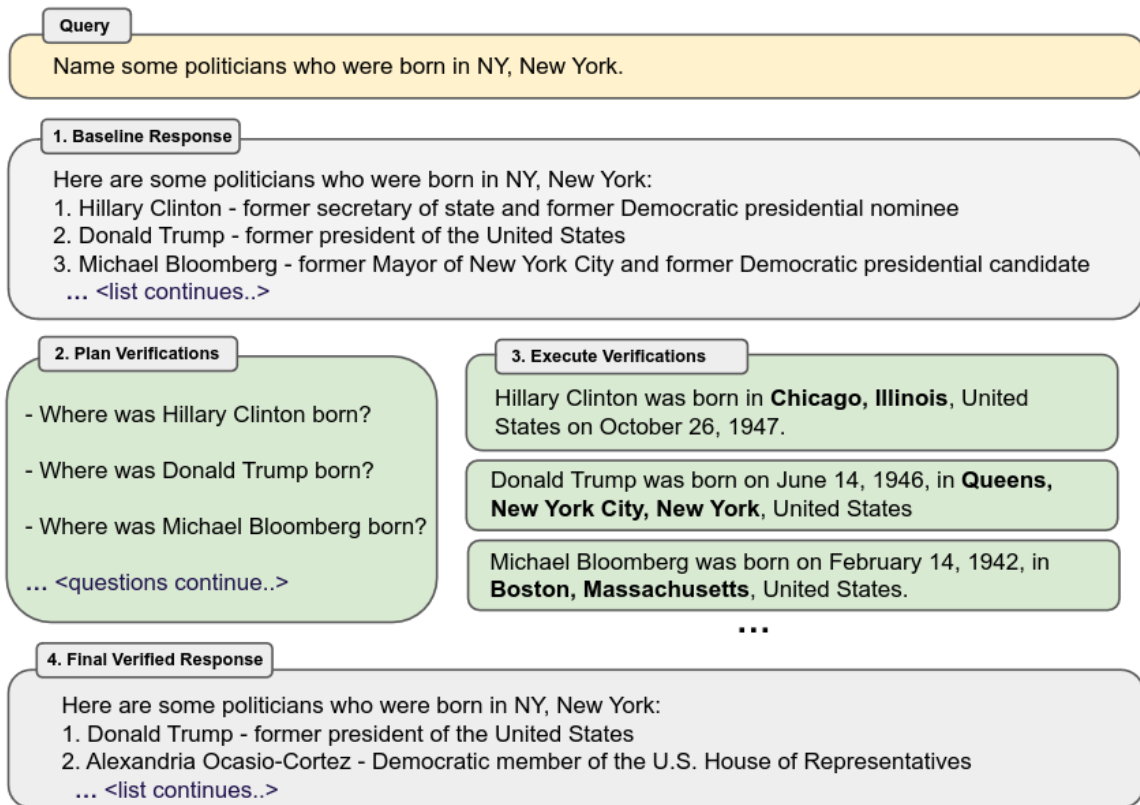 Query
Name some politicians who were born in NY, New York.
1. Baseline Response
Here are some politicians who were born in NY, New York:
1. Hillary Clinton - former secretary of state and former Democratic presidential nominee
2. Donald Trump - former president of the United States
3. Michael Bloomberg - former Mayor of New York City and former Democratic presidential candidate
... <list continues..>
2. Plan Verifications
- Where was Hillary Clinton born?
- Where was Donald Trump born?
- Where was Michael Bloomberg born?
... <questions continue..>
3. Execute Verifications
Hillary Clinton was born in Chicago, Illinois, United
States on October 26, 1947.
Donald Trump was born on June 14, 1946, in Queens,
New York City, New York, United States
Michael Bloomberg was born on February 14, 1942, in
Boston, Massachusetts, United States.
...
4. Final Verified Response
Here are some politicians who were born in NY, New York:
1. Donald Trump - former president of the United States
2. Alexandria Ocasio-Cortez - Democratic member of the U.S. House of Representatives
... <list continues..>